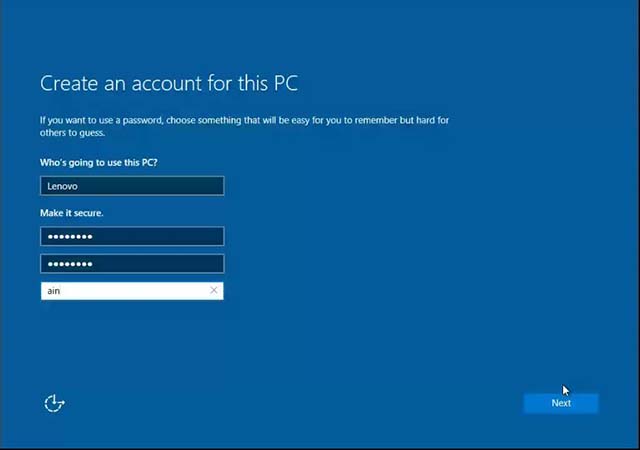 Create an account for this PC
If you want to use a password, choose something that will be easy for you to remember but hard for
others to guess.
Who's going to use this PC?
Lenovo
Make it secure.
••••••••
••••••••
ain
Next